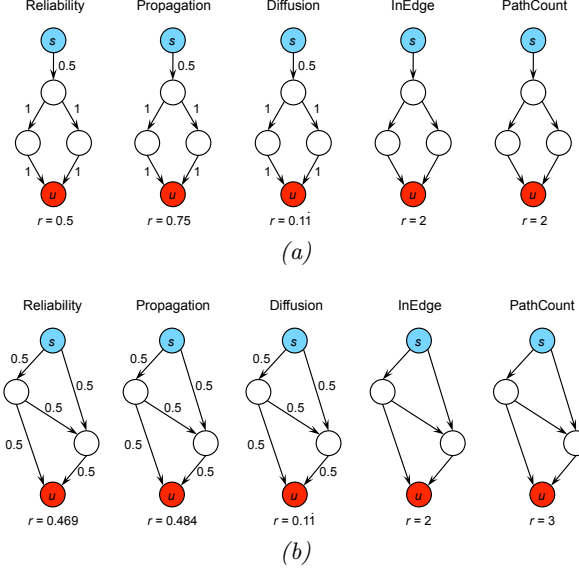 Reliability Propagation Diffusion InEdge PathCount
s s s s s
0.5 0.5 0.5
1 1 1 1 1 1
1 1 1 1 1 1
u u u u u
r = 0.5 r = 0.75 r = 0.1i̇ r = 2 r = 2
(a)
Reliability Propagation Diffusion InEdge PathCount
s s s s s
0.5 0.5 0.5 0.5 0.5 0.5
0.5 0.5 0.5
0.5 0.5 0.5
0.5 0.5 0.5
u u u u u
r = 0.469 r = 0.484 r = 0.11̇ r = 2 r = 3
(b)